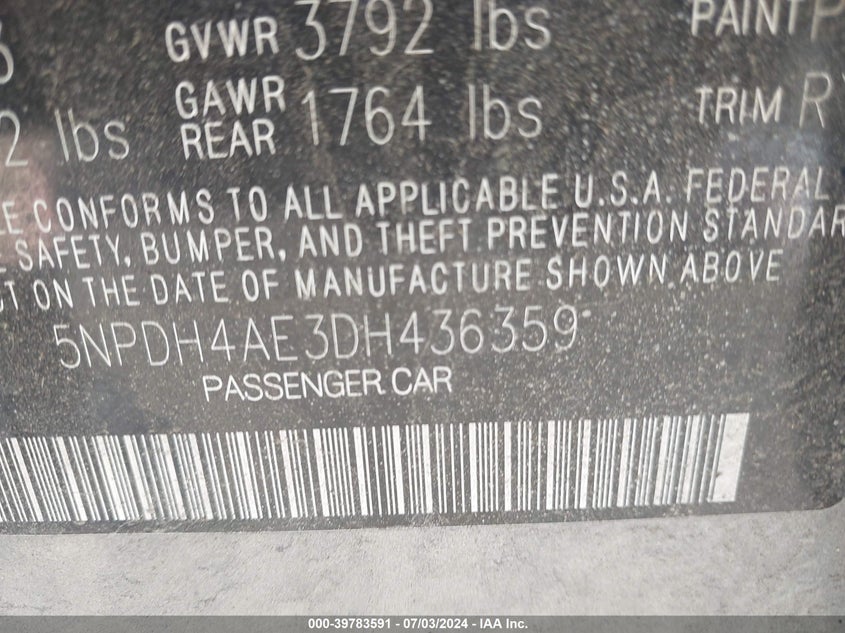 GVWR 3792 lbs PAINT
2 lbs GAWR REAR 1764 lbs TRIM R
CONFORMS TO ALL APPLICABLE U.S.A. FEDERAL
SAFETY, BUMPER, AND THEFT PREVENTION STANDAR
ON THE DATE OF MANUFACTURE SHOWN ABOVE
5NPDH4AE3DH436359
PASSENGER CAR
000-39783591 - 07/03/2024 - IAA Inc.